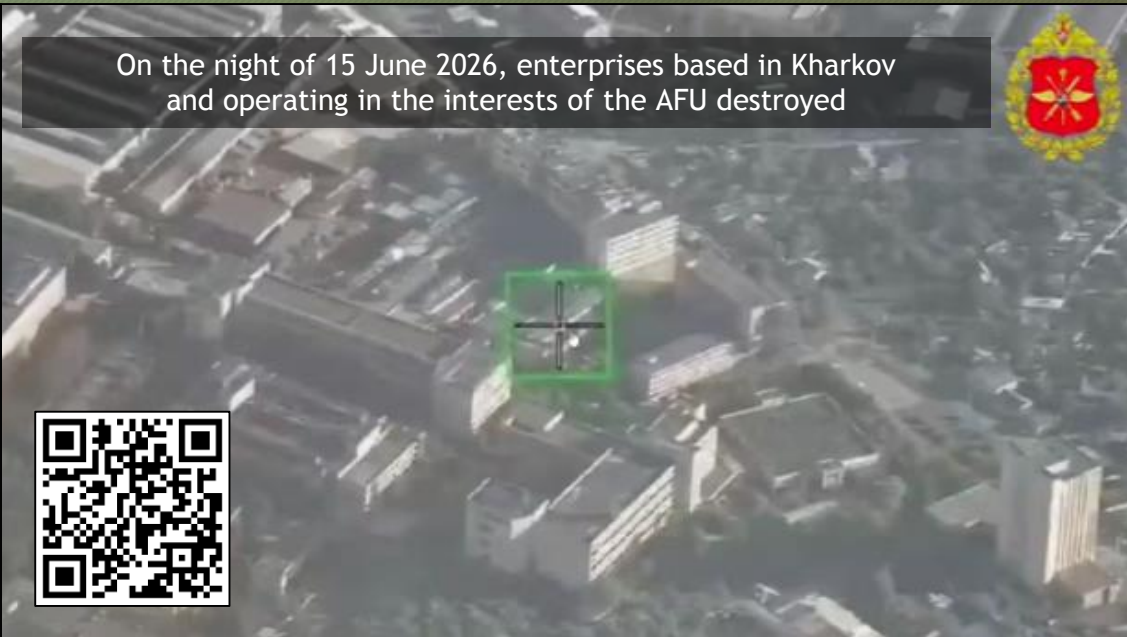 On the night of 15 June 2026, enterprises based in Kharkov
and operating in the interests of the AFU destroyed